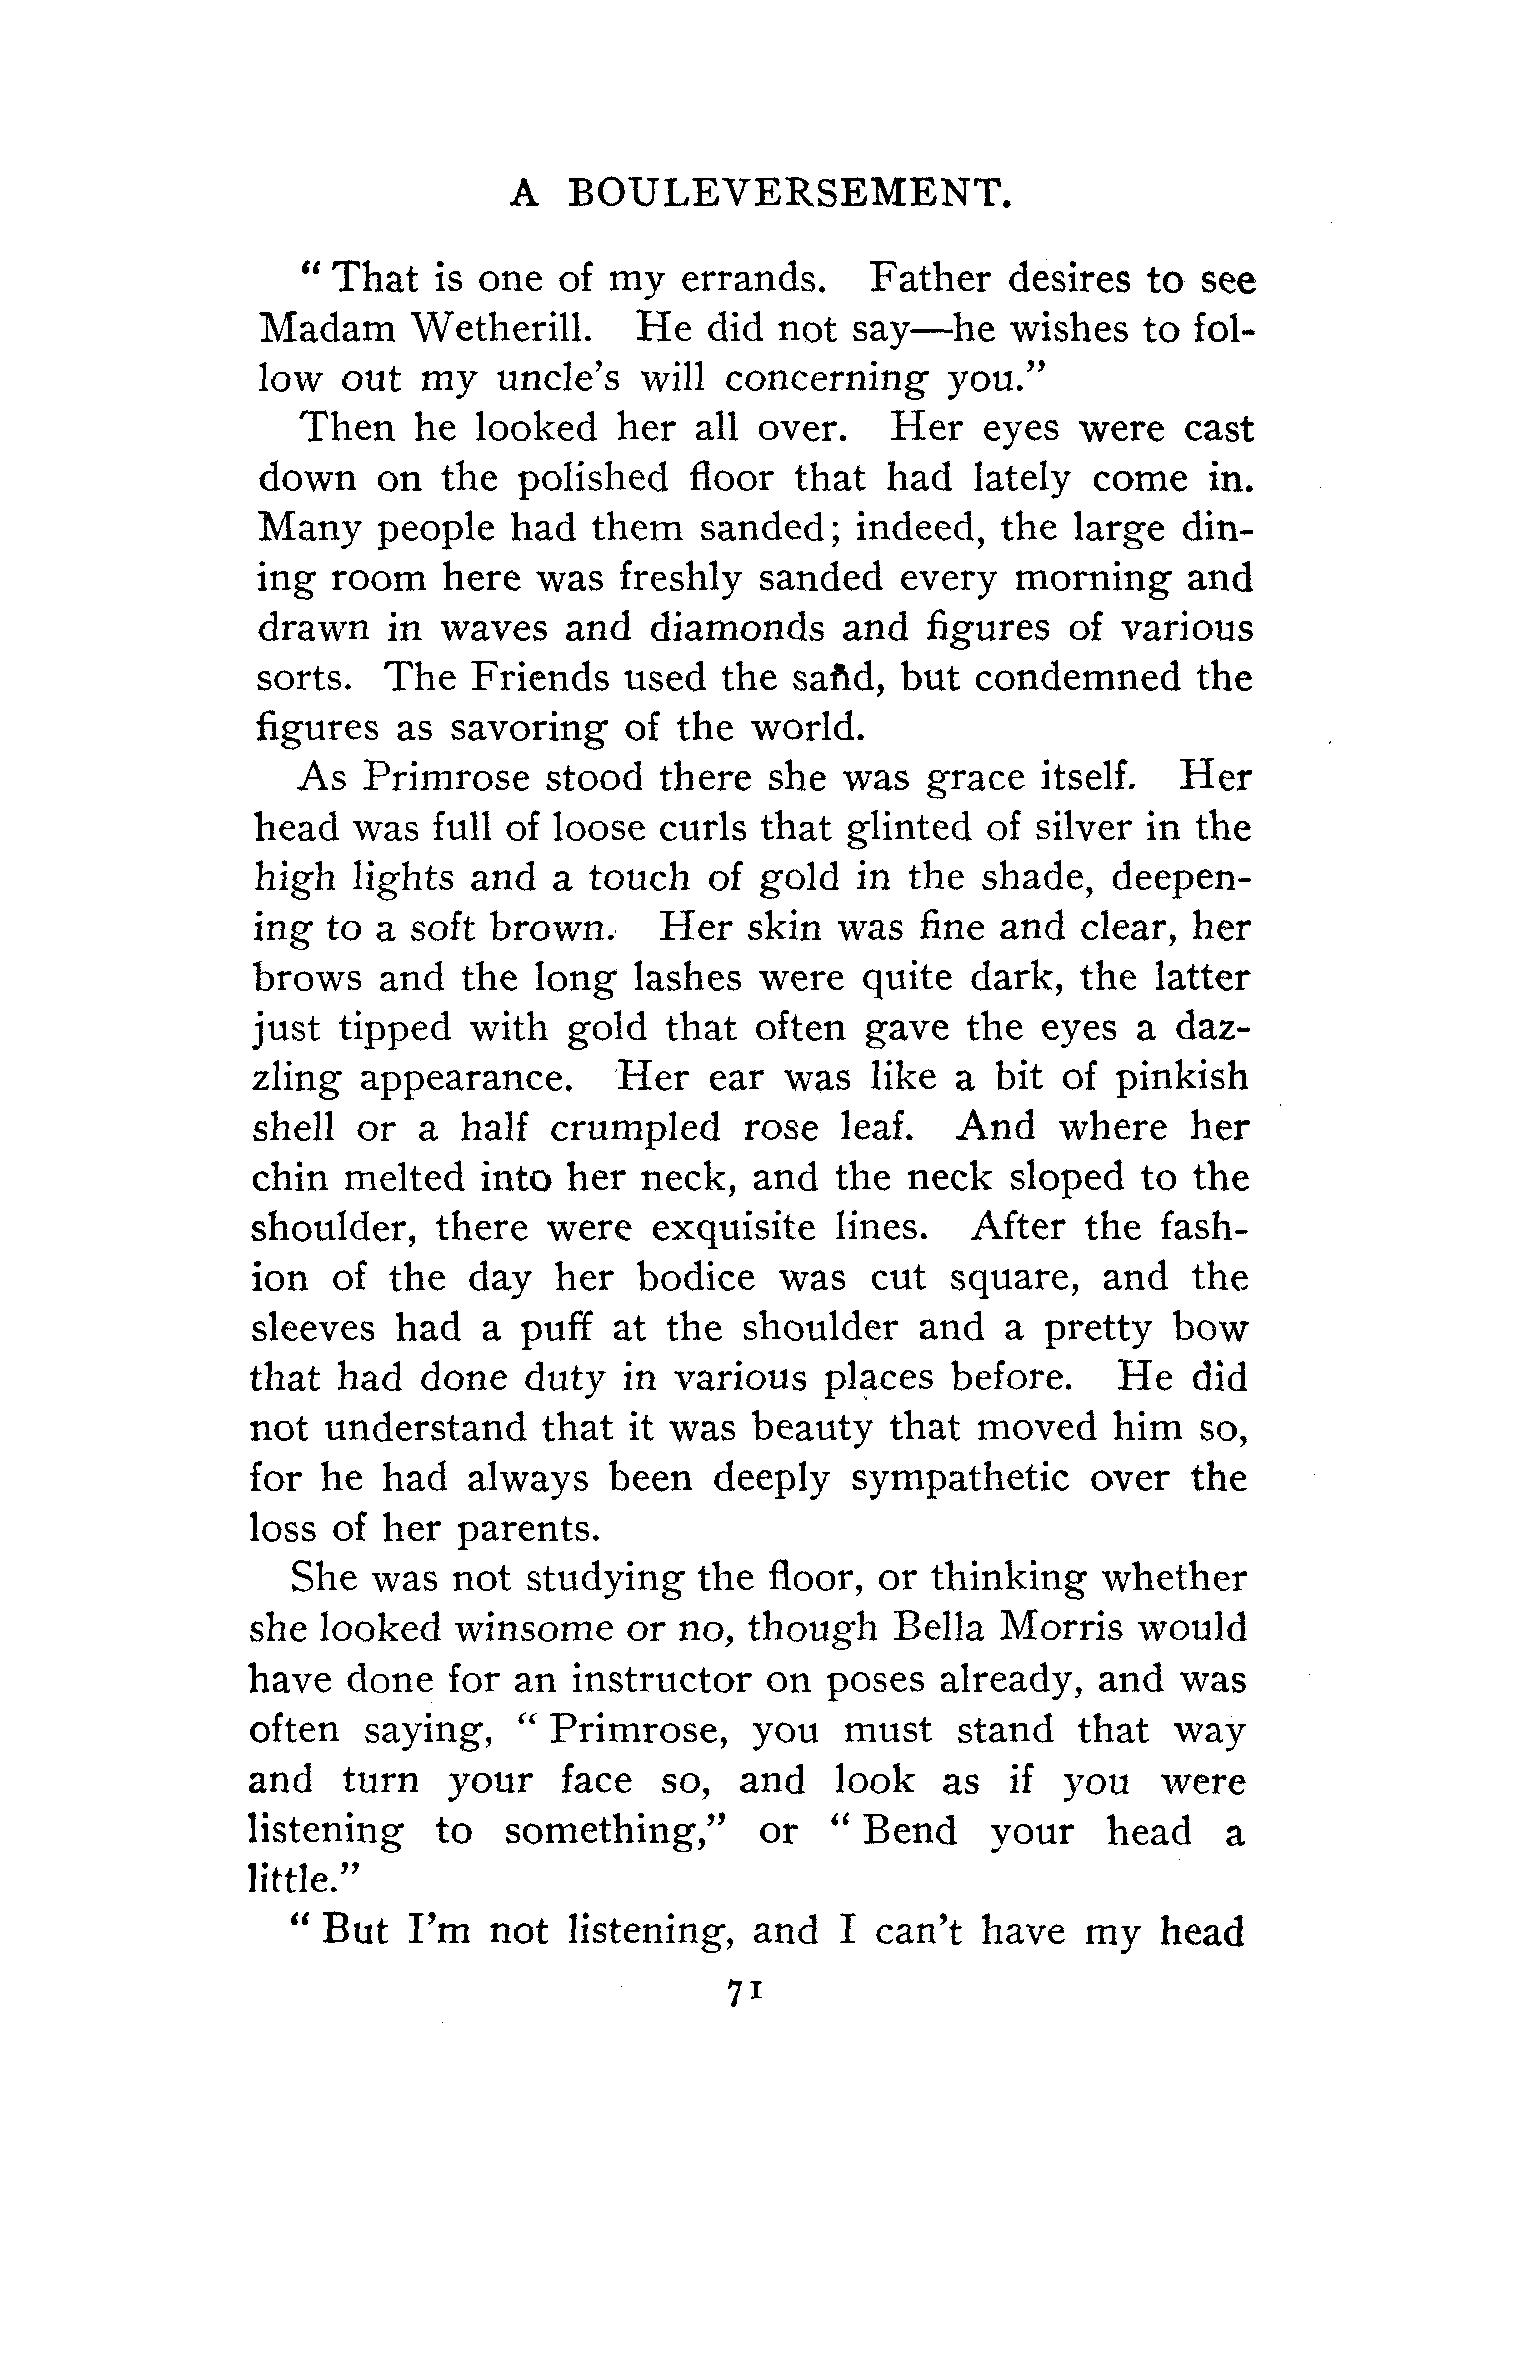 A BOULEVERSEMENT.
“ That is one of my errands. Father desires to see
Madam Wetherill. He did not say—he wishes to fol-
low out my uncle’s will concerning you.”
Then he looked her all over. Her eyes were cast
down on the polished floor that had lately come in.
Many people had them sanded; indeed, the large din-
ing room here was freshly sanded every morning and
drawn in waves and diamonds and figures of various
sorts. The Friends used the sand, but condemned the
figures as savoring of the world.
As Primrose stood there she was grace itself. Her
head was full of loose curls that glinted of silver in the
high lights and a touch of gold in the shade, deepen-
ing to a soft brown. Her skin was fine and clear, her
brows and the long lashes were quite dark, the latter
just tipped with gold that often gave the eyes a daz-
zling appearance. Her ear was like a bit of pinkish
shell or a half crumpled rose leaf. And where her
chin melted into her neck, and the neck sloped to the
shoulder, there were exquisite lines. After the fash-
ion of the day her bodice was cut square, and the
sleeves had a puff at the shoulder and a pretty bow
that had done duty in various places before. He did
not understand that it was beauty that moved him so,
for he had always been deeply sympathetic over the
loss of her parents.
She was not studying the floor, or thinking whether
she looked winsome or no, though Bella Morris would
have done for an instructor on poses already, and was
often saying, “ Primrose, you must stand that way
and turn your face so, and look as if you were
listening to something,” or “ Bend your head a
little.”
“ But I’m not listening, and I can’t have my head
71